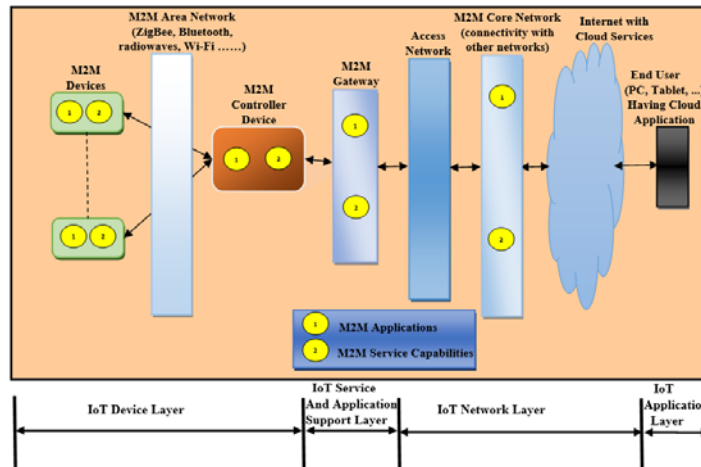 M2M Area Network
(ZigBee, Bluetooth,
radiowaves, Wi-Fi ……)
M2M
Devices
1 2
1 2
M2M
Controller
Device
1 2
M2M
Gateway
1
2
Access
Network
M2M Core Network
(connectivity with
other networks)
1
2
Internet with
Cloud Services
End User
(PC, Tablet, ...)
Having Cloud
Application
1 M2M Applications
2 M2M Service Capabilities
IoT Device Layer
IoT Service
And Application
Support Layer
IoT Network Layer
IoT
Application
Layer